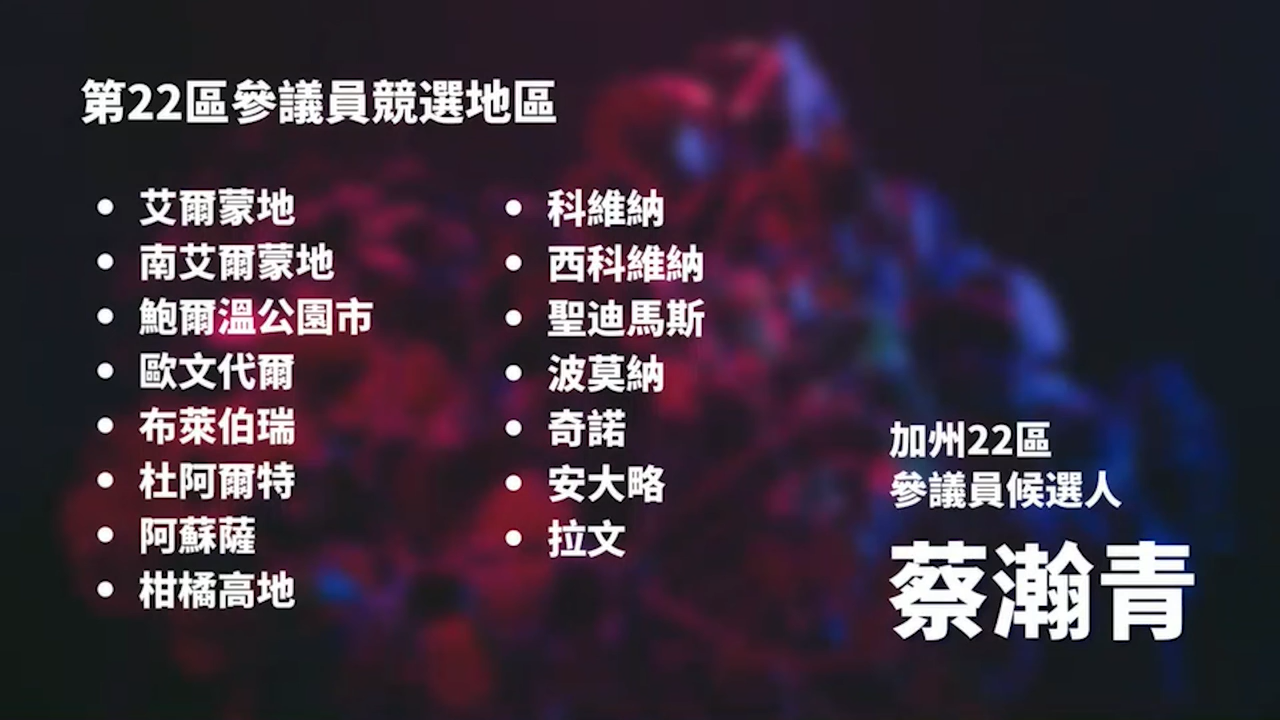 第22區參議員競選地區
艾爾蒙地
南艾爾蒙地
鮑爾溫公園市
歐文代爾
布萊伯瑞
杜阿爾特
阿蘇薩
柑橘高地
科維納
西科維納
聖迪馬斯
波莫納
奇諾
安大略
拉文
加州22區
參議員候選人
蔡瀚青